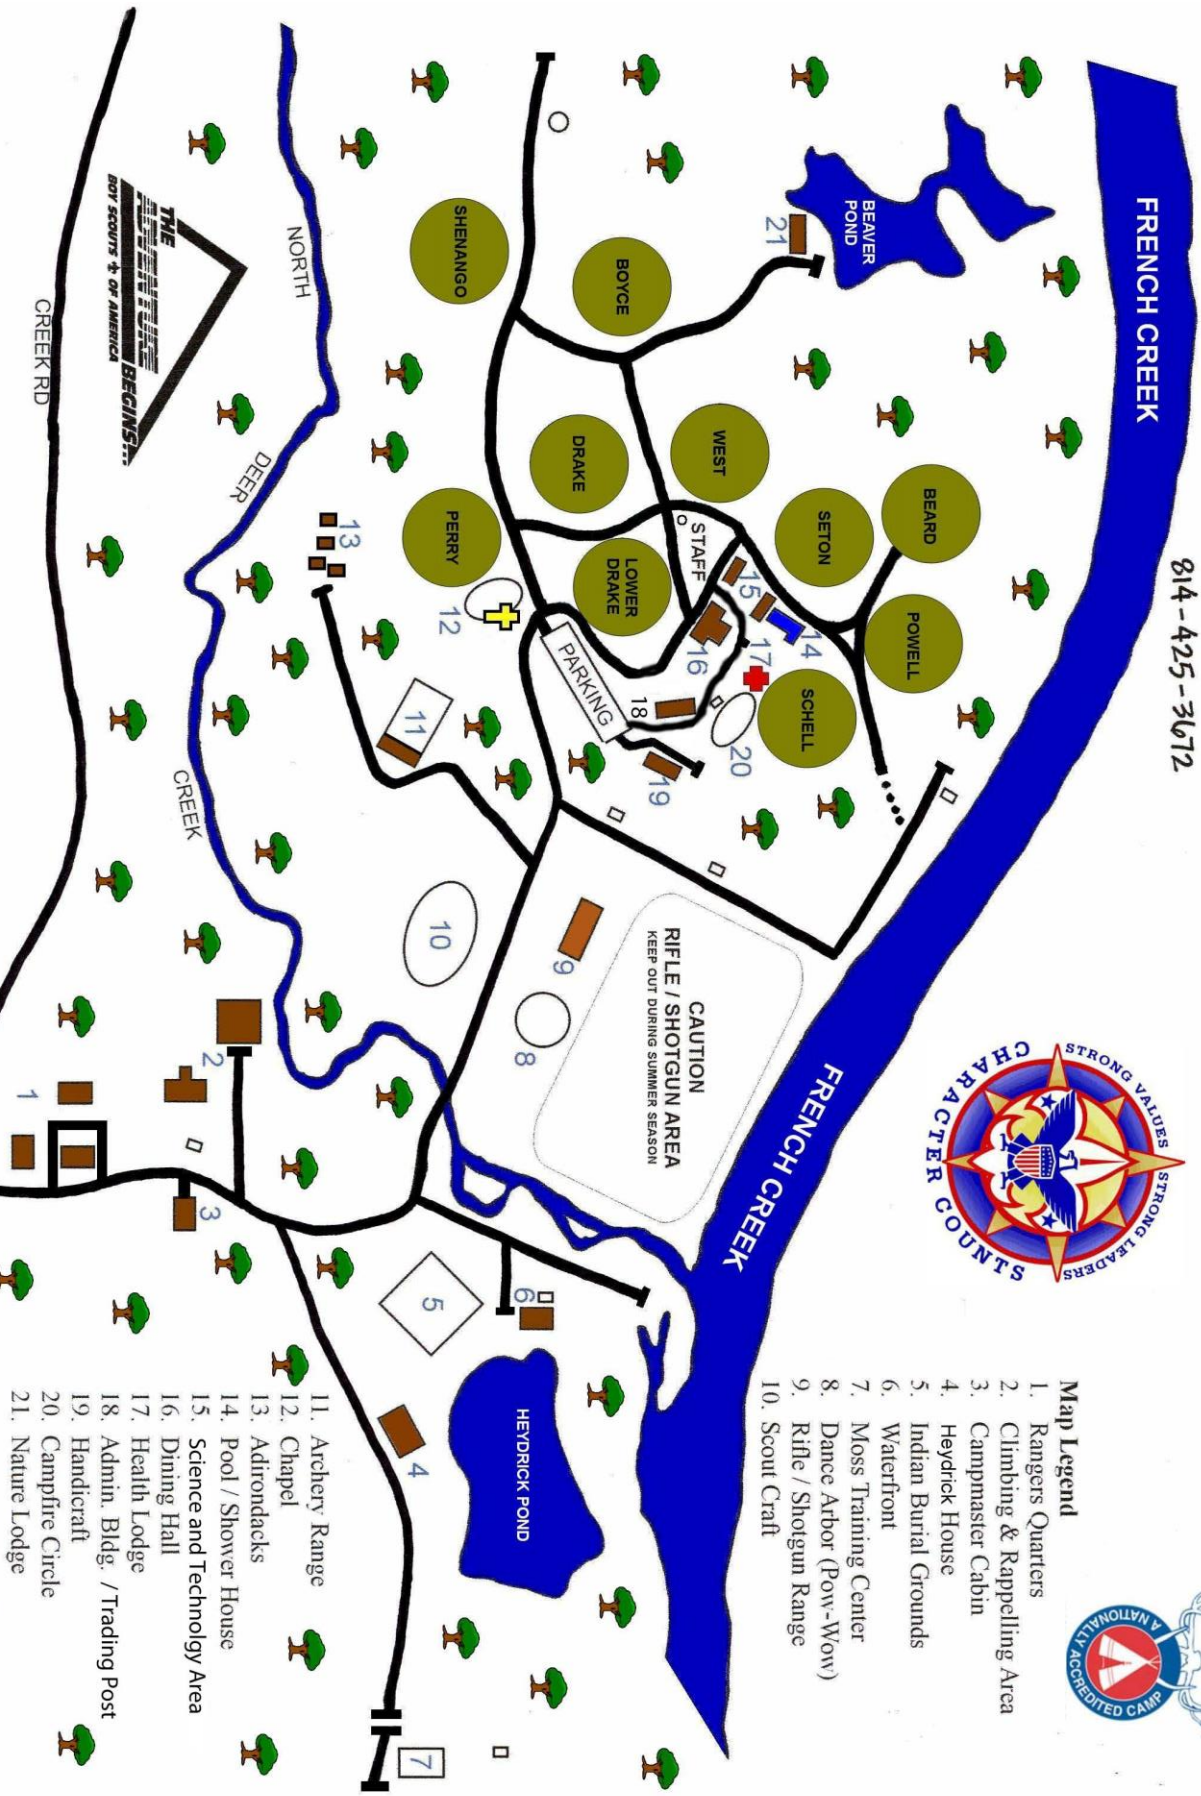 814-425-3672
FRENCH CREEK
BEAVER
POND
21
BOYCE
SHENANGO
NORTH
DEER
CREEK
CREEK RD
THE
ADVENTURE
BEGINS...
BOY SCOUTS OF AMERICA
WEST
DRAKE
PERRY
BEARD
SETON
POWELL
LOWER
DRAKE
STAFF
SCHELL
PARKING
13
12
15
14
16
17
18
19
20
11
10
9
8
CAUTION
RIFLE / SHOTGUN AREA
KEEP OUT DURING SUMMER SEASON
FRENCH CREEK
STRONG VALUES
STRONG LEADERS
CHARACTER COUNTS
2
1
3
5
6
4
7
HEYDRICK POND
Map Legend
1. Rangers Quarters
2. Climbing & Rappelling Area
3. Campmaster Cabin
4. Heydrick House
5. Indian Burial Grounds
6. Waterfront
7. Moss Training Center
8. Dance Arbor (Pow-Wow)
9. Rifle / Shotgun Range
10. Scout Craft
11. Archery Range
12. Chapel
13. Adirondacks
14. Pool / Shower House
15. Science and Technolgy Area
16. Dining Hall
17. Health Lodge
18. Admin. Bldg. / Trading Post
19. Handicraft
20. Campfire Circle
21. Nature Lodge
A NATIONALLY
ACCREDITED CAMP